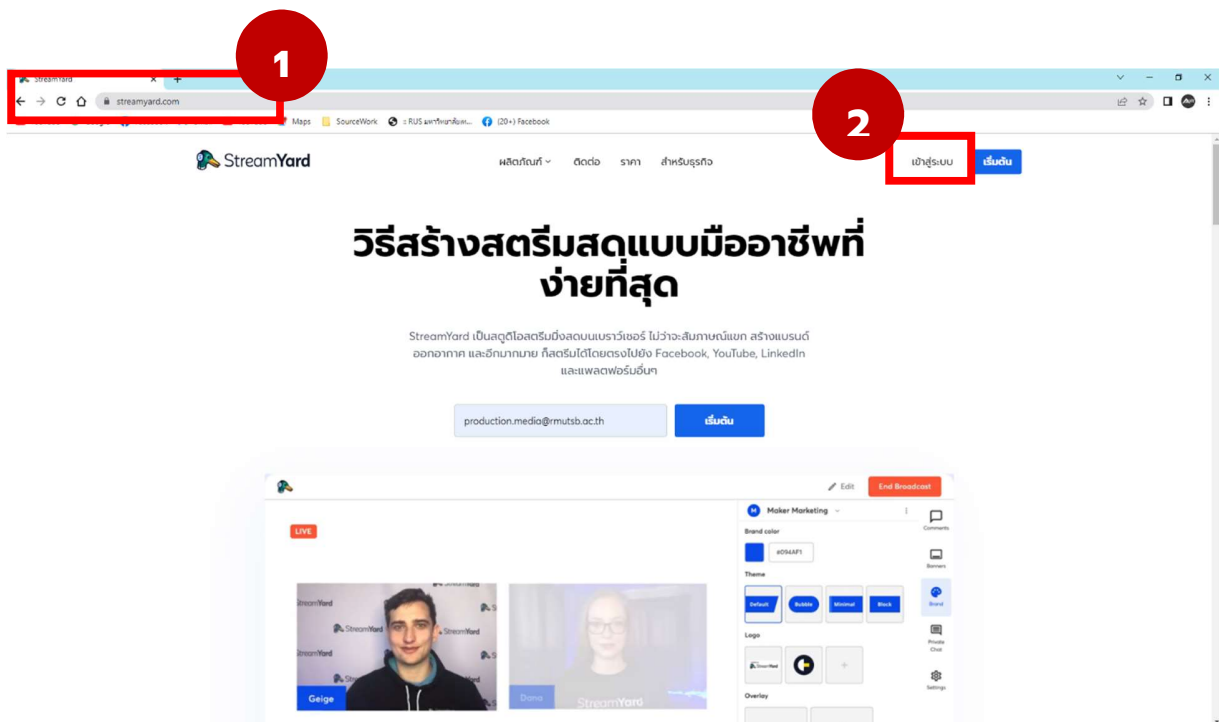 1
StreamYard
streamyard.com
2
Maps SourceWork (20+) Facebook
StreamYard
ผลิตภัณฑ์ ติดต่อ ราคา สำหรับธุรกิจ
เข้าสู่ระบบ เริ่มต้น
วิธีสร้างสตรีมสดแบบมืออาชีพที่
ง่ายที่สุด
StreamYard เป็นสตูดิโอสตรีมมิ่งสดบนเบราว์เซอร์ ไม่ว่าจะสัมภาษณ์แขก สร้างแบรนด์
ออกอากาศ และอีกมากมาย ก็สตรีมได้โดยตรงไปยัง Facebook, YouTube, LinkedIn
และแพลตฟอร์มอื่นๆ
production.media@rmutsb.ac.th เริ่มต้น
Edit End Broadcast
LIVE
M Maker Marketing
Brand color
#094AF1
Theme
Default Bubble Minimal Block
Logo
StreamYard
Overlay
Comments
Banners
Brand
Private
Chat
Settings
StreamYard
StreamYard
StreamYard
StreamYard
Geige
Dana
StreamYard